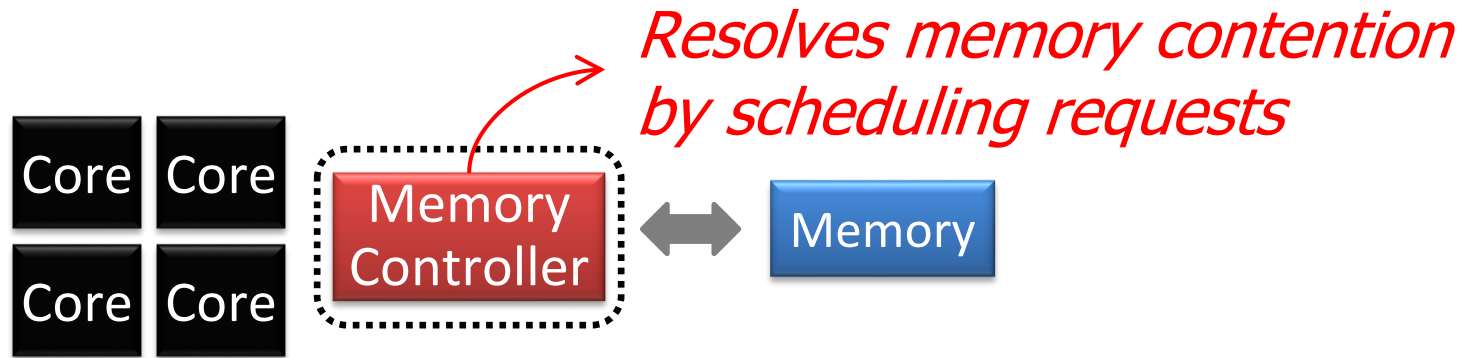 Resolves memory contention
by scheduling requests
Core Core
Memory
Controller
Memory
Core Core